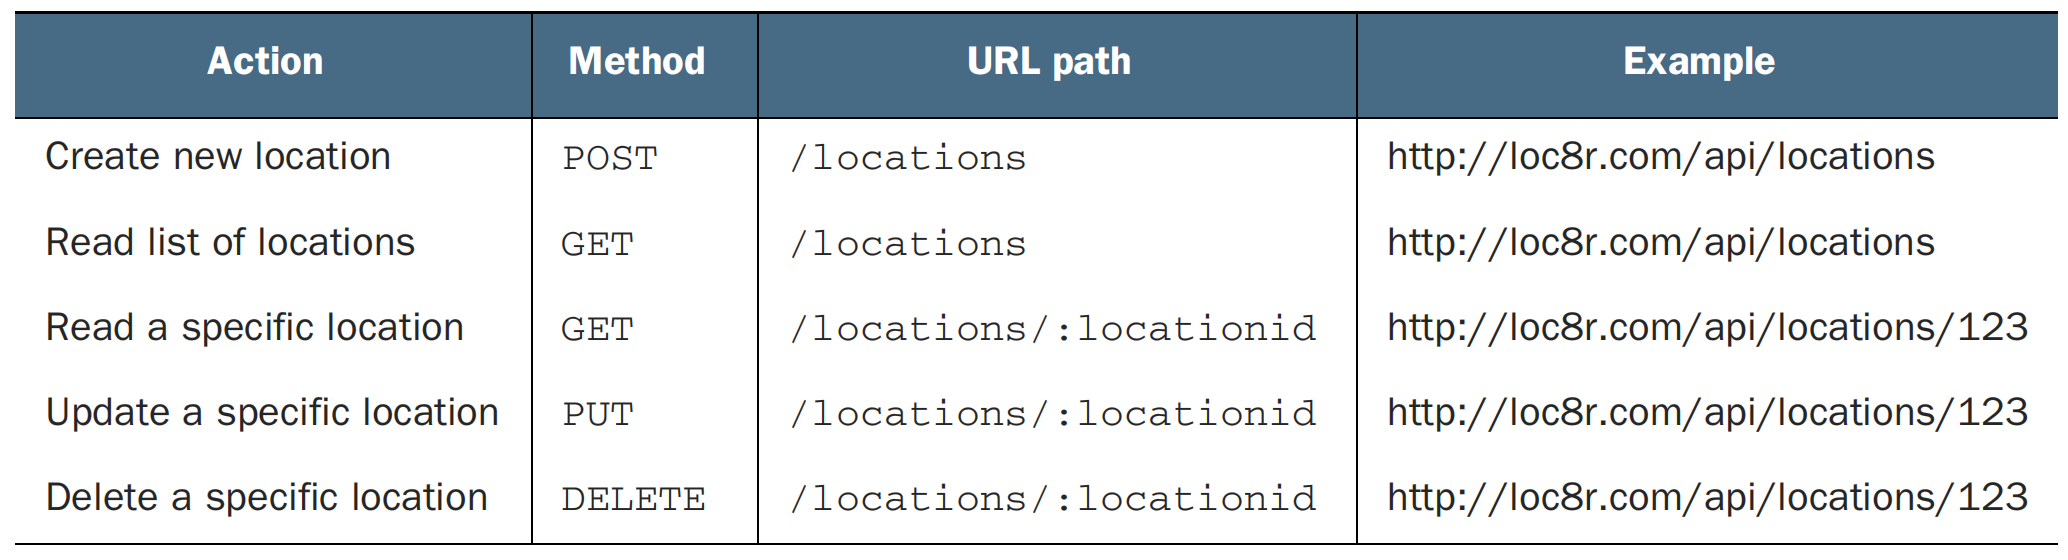 Action Method URL path Example
Create new location POST /locations http://loc8r.com/api/locations
Read list of locations GET /locations http://loc8r.com/api/locations
Read a specific location GET /locations/:locationid http://loc8r.com/api/locations/123
Update a specific location PUT /locations/:locationid http://loc8r.com/api/locations/123
Delete a specific location DELETE /locations/:locationid http://loc8r.com/api/locations/123